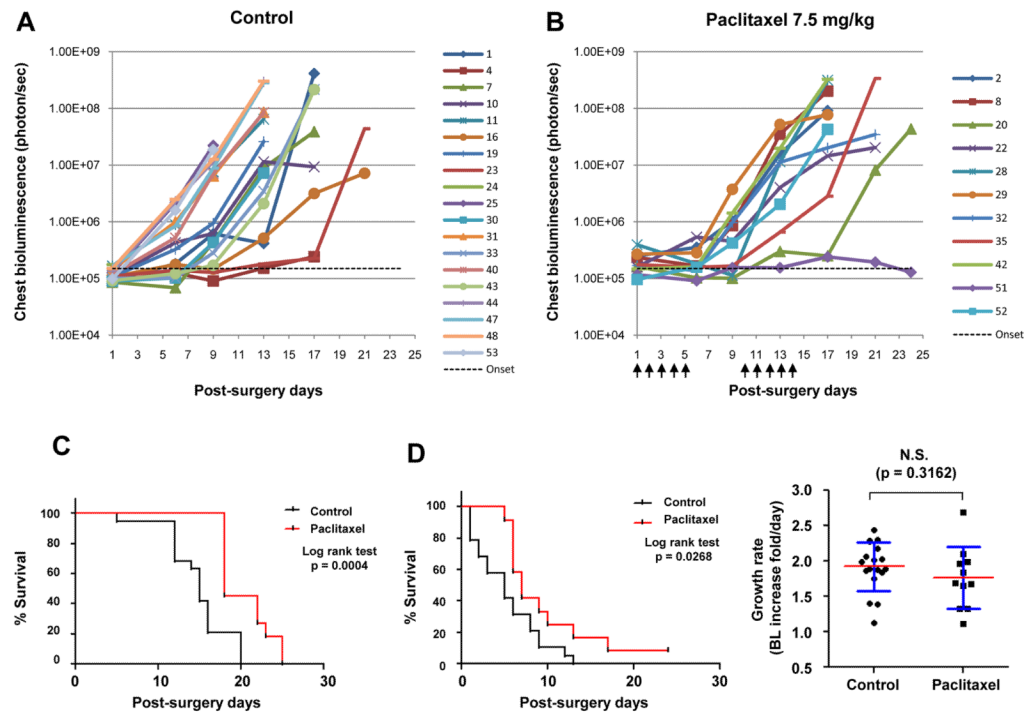 A
Control
Chest bioluminescence (photon/sec)
1.00E+09
1.00E+08
1.00E+07
1.00E+06
1.00E+05
1.00E+04
1 3 5 7 9 11 13 15 17 19 21 23 25
Post-surgery days
1
4
7
10
11
16
19
23
24
25
30
31
33
40
43
44
47
48
53
Onset
B
Paclitaxel 7.5 mg/kg
Chest bioluminescence (photon/sec)
1.00E+09
1.00E+08
1.00E+07
1.00E+06
1.00E+05
1.00E+04
1 3 5 7 9 11 13 15 17 19 21 23 25
Post-surgery days
2
8
20
22
28
29
32
35
42
51
52
Onset
C
% Survival
100
80
60
40
20
0
0 10 20 30
Post-surgery days
Control
Paclitaxel
Log rank test
p = 0.0004
D
% Survival
100
80
60
40
20
0
0 10 20 30
Post-surgery days
Control
Paclitaxel
Log rank test
p = 0.0268
N.S.
(p = 0.3162)
Growth rate
(BL increase fold/day)
3.0
2.5
2.0
1.5
1.0
0.5
Control Paclitaxel